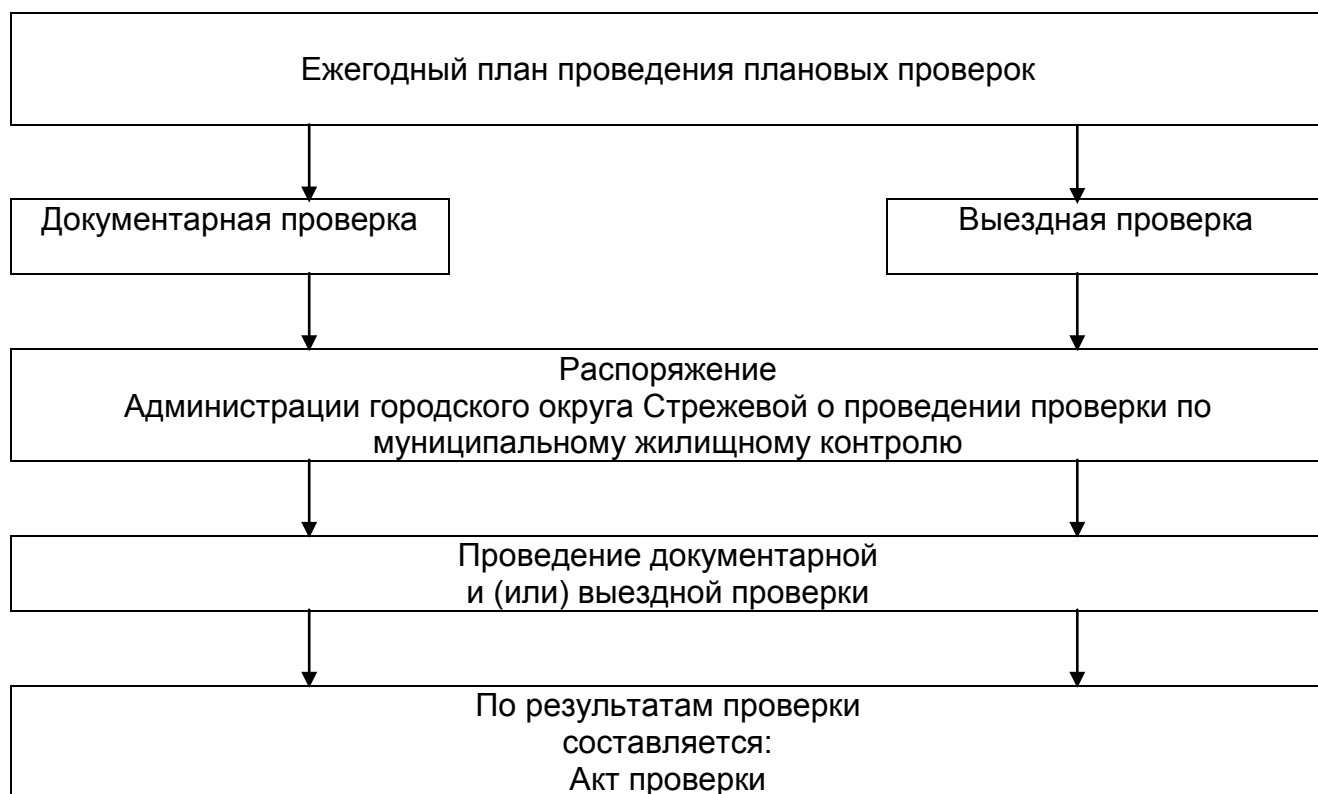 Ежегодный план проведения плановых проверок
Документарная проверка
Выездная проверка
Распоряжение
Администрации городского округа Стрежевой о проведении проверки по
муниципальному жилищному контролю
Проведение документарной
и (или) выездной проверки
По результатам проверки
составляется:
Акт проверки